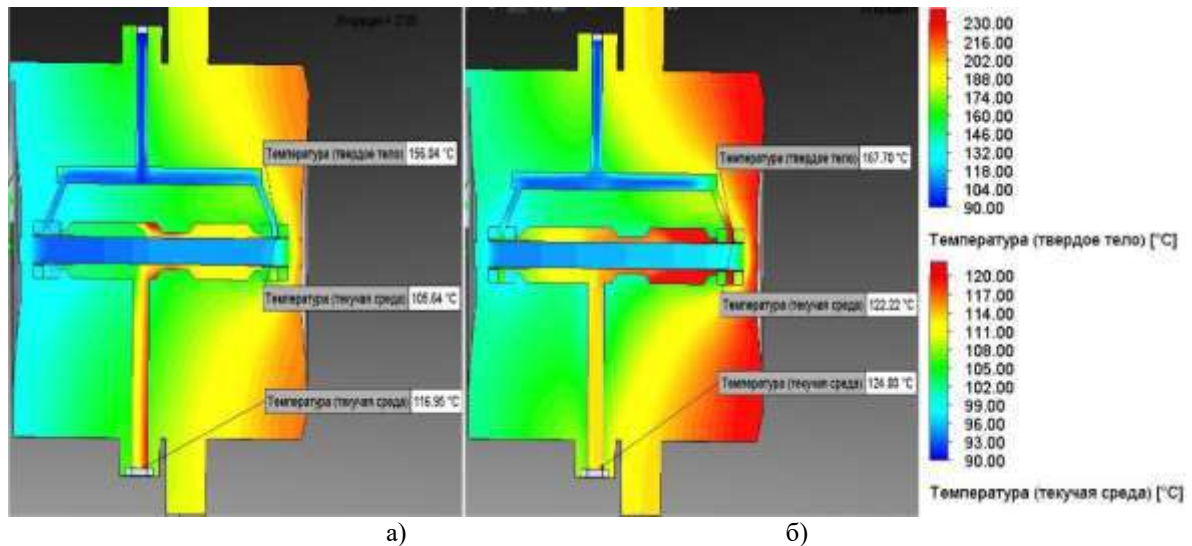 Температура (твердое тело) 156.04 °C
Температура (текучая среда) 105.64 °C
Температура (текучая среда) 116.95 °C
а)
Температура (твердое тело) 167.70 °C
Температура (текучая среда) 122.22 °C
Температура (текучая среда) °C
б)
230.00
216.00
202.00
188.00
174.00
160.00
146.00
132.00
118.00
104.00
90.00
Температура (твердое тело) [°C]
120.00
117.00
114.00
111.00
108.00
105.00
102.00
99.00
96.00
93.00
90.00
Температура (текучая среда) [°C]